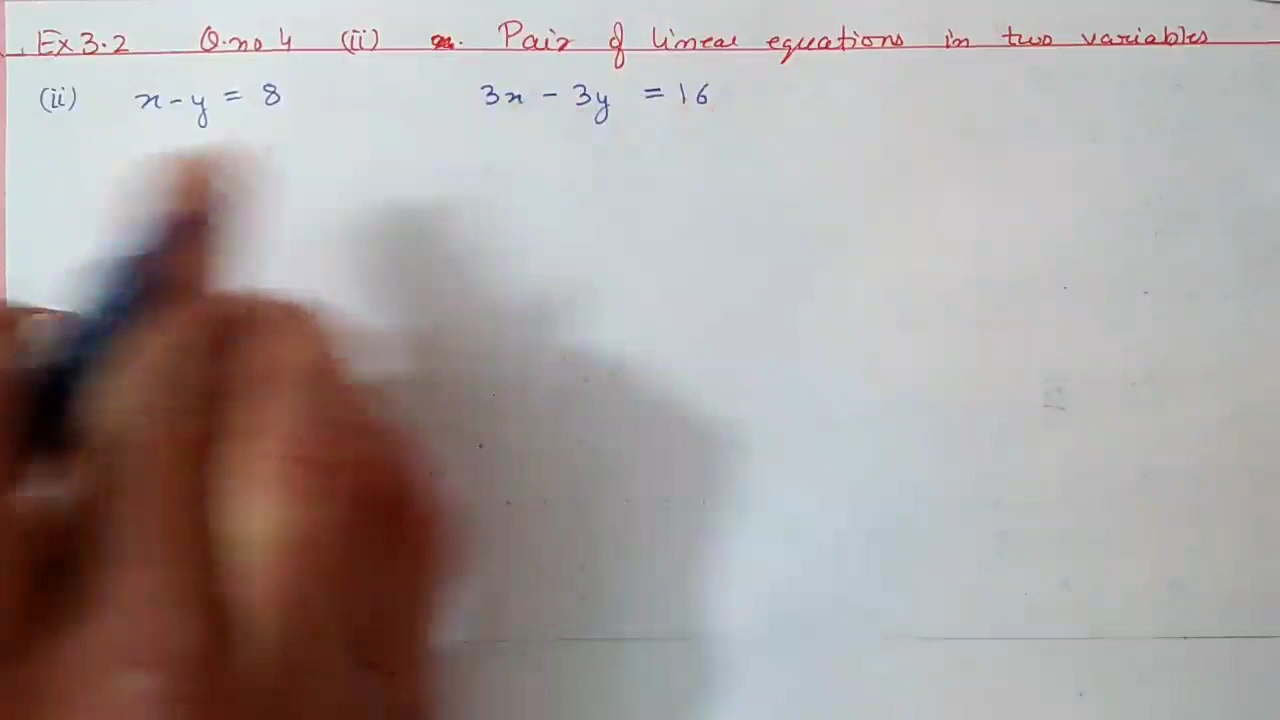 Ex 3.2 Q.no 4 (ii) Pair of linear equations in two variables
(ii) x - y = 8 3x - 3y = 16